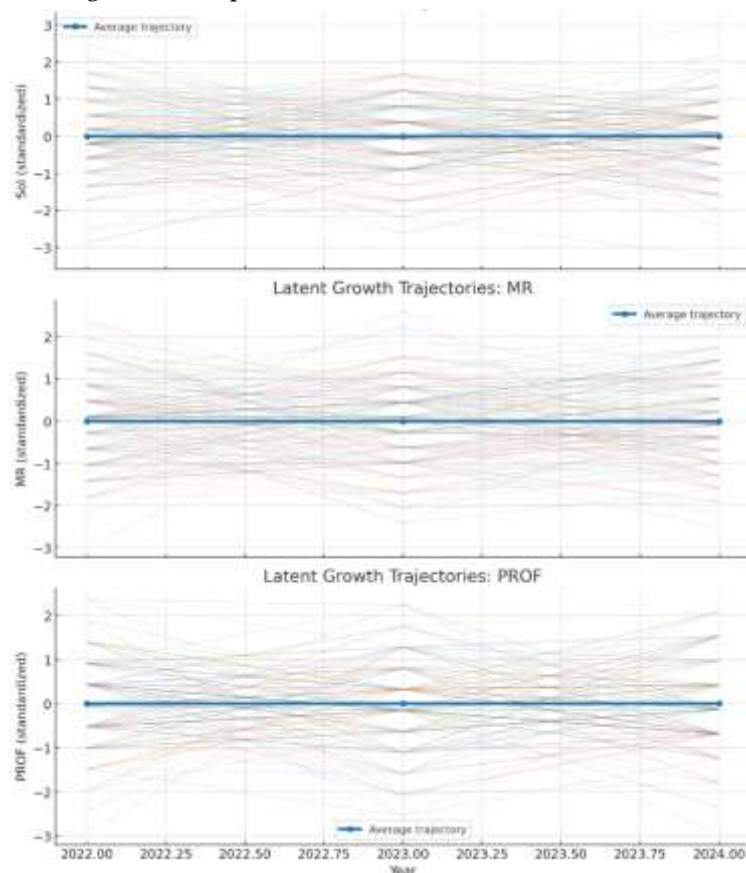 3
Average trajectory
2
1
0
−1
−2
−3
SoI (standardized)
Latent Growth Trajectories: MR
Average trajectory
2
1
0
−1
−2
−3
MR (standardized)
Latent Growth Trajectories: PROF
2
1
0
−1
−2
−3
PROF (standardized)
Average trajectory
2022.00 2022.25 2022.50 2022.75 2023.00 2023.25 2023.50 2023.75 2024.00
Year